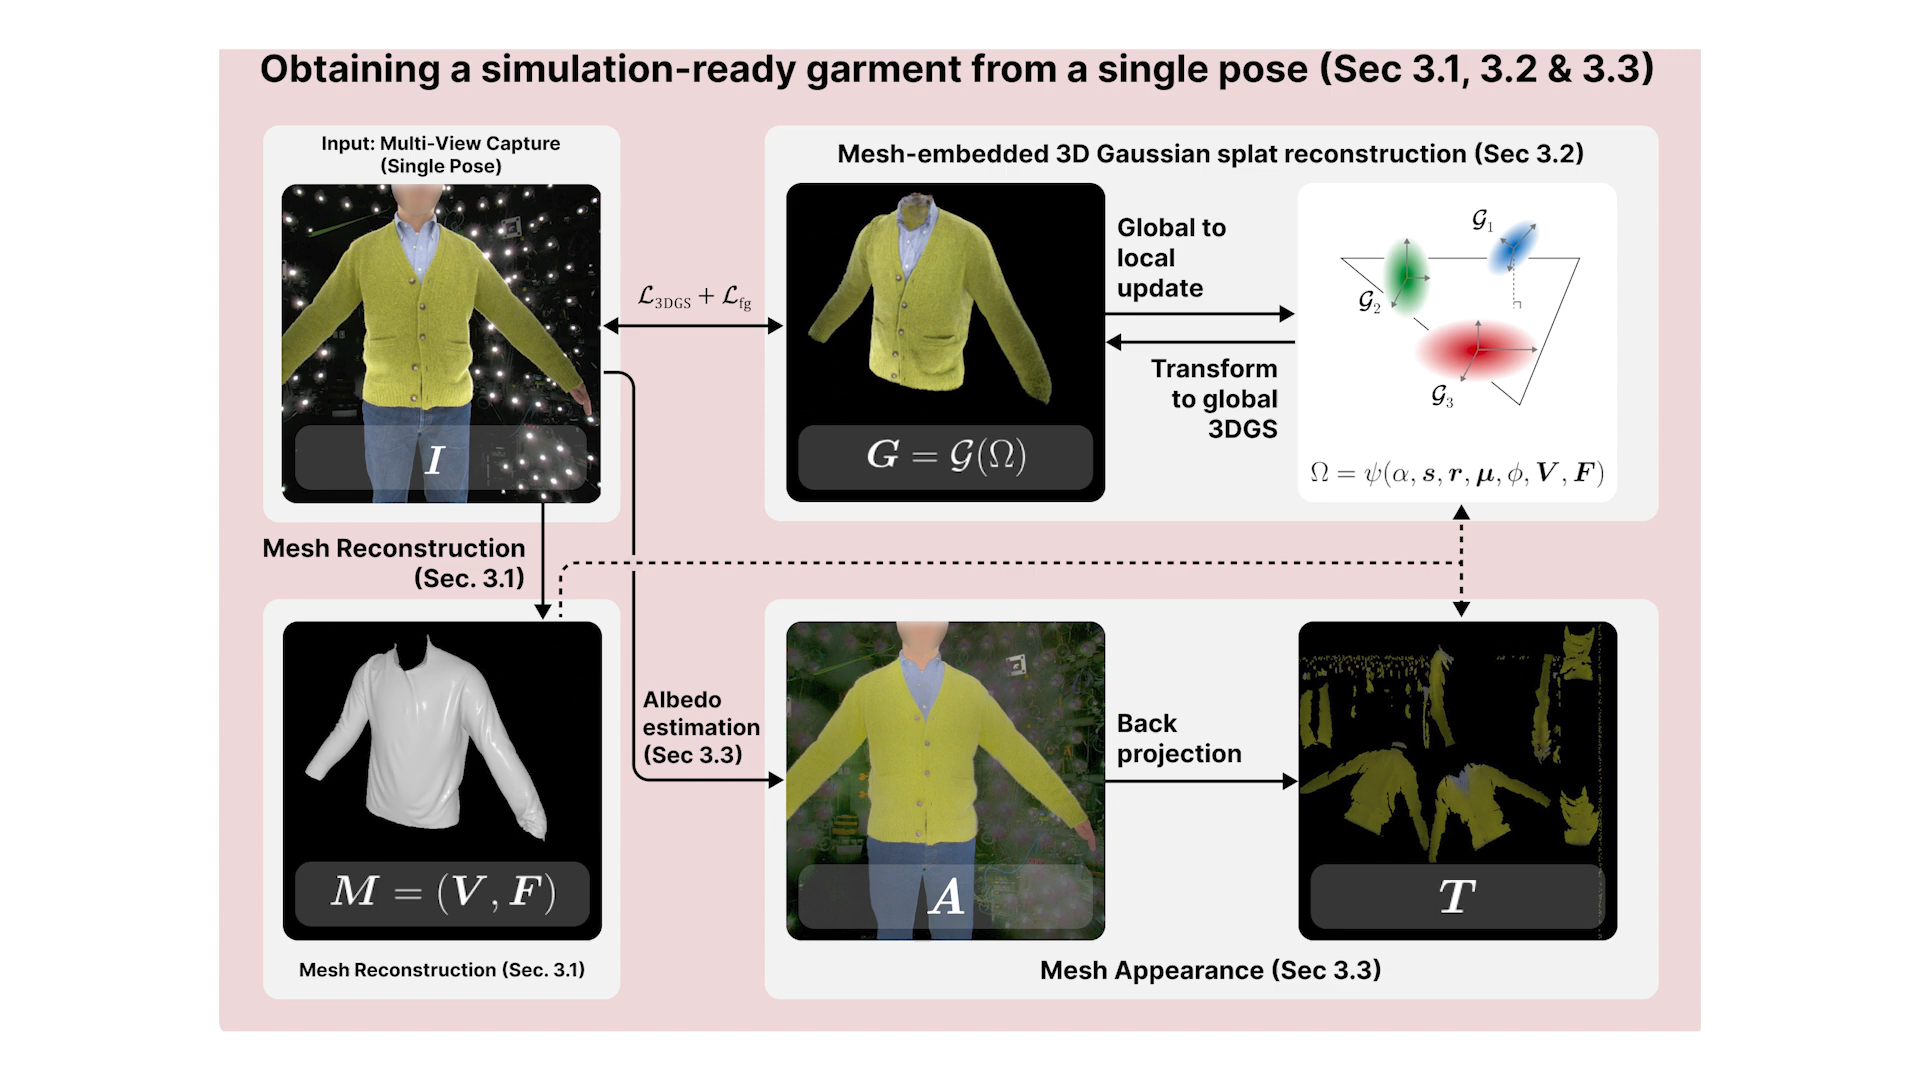 Obtaining a simulation-ready garment from a single pose (Sec 3.1, 3.2 & 3.3)
Input: Multi-View Capture
(Single Pose)
I
Mesh-embedded 3D Gaussian splat reconstruction (Sec 3.2)
ℒ₃DGS + ℒfg
G = 𝒢(Ω)
Global to
local
update
Transform
to global
3DGS
𝒢₁
𝒢₂
𝒢₃
Ω = ψ(α, s, r, μ, ϕ, V, F)
Mesh Reconstruction
(Sec. 3.1)
M = (V, F)
Mesh Reconstruction (Sec. 3.1)
Albedo
estimation
(Sec 3.3)
A
Back
projection
T
Mesh Appearance (Sec 3.3)